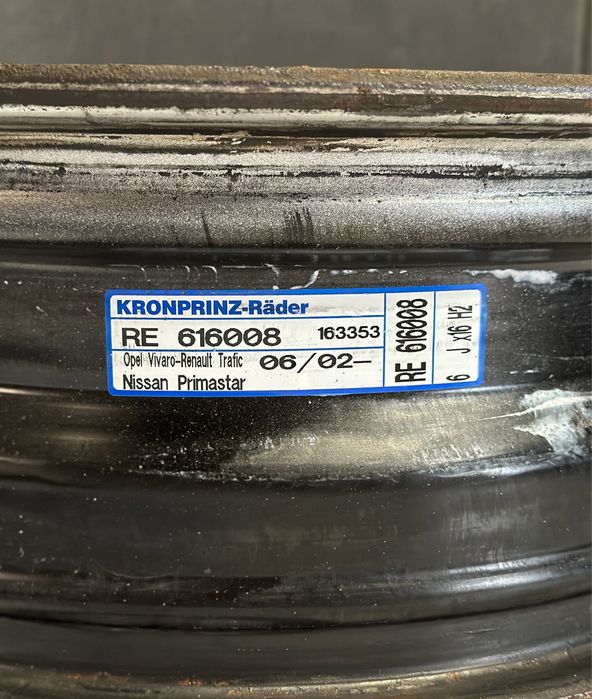 KRONPRINZ-Räder
RE 616008 163353
Opel Vivaro-Renault Trafic 06/02-
Nissan Primastar
RE 616008
6 J x16 H2